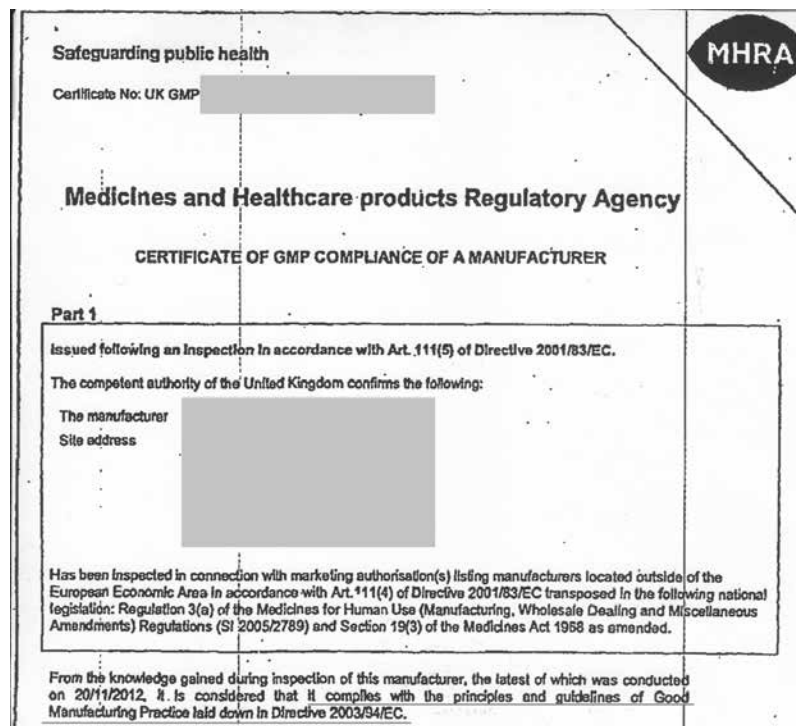 Safeguarding public health
MHRA
Certificate No: UK GMP
Medicines and Healthcare products Regulatory Agency
CERTIFICATE OF GMP COMPLIANCE OF A MANUFACTURER
Part 1
Issued following an inspection in accordance with Art. 111(5) of Directive 2001/83/EC.
The competent authority of the United Kingdom confirms the following:
The manufacturer
Site address
Has been inspected in connection with marketing authorisation(s) listing manufacturers located outside of the
European Economic Area in accordance with Art.111(4) of Directive 2001/83/EC transposed in the following national
legislation: Regulation 3(a) of the Medicines for Human Use (Manufacturing, Wholesale Dealing and Miscellaneous
Amendments) Regulations (SI 2005/2789) and Section 19(3) of the Medicines Act 1968 as amended.
From the knowledge gained during inspection of this manufacturer, the latest of which was conducted
on 20/11/2012, it is considered that it complies with the principles and guidelines of Good
Manufacturing Practice laid down in Directive 2003/94/EC.